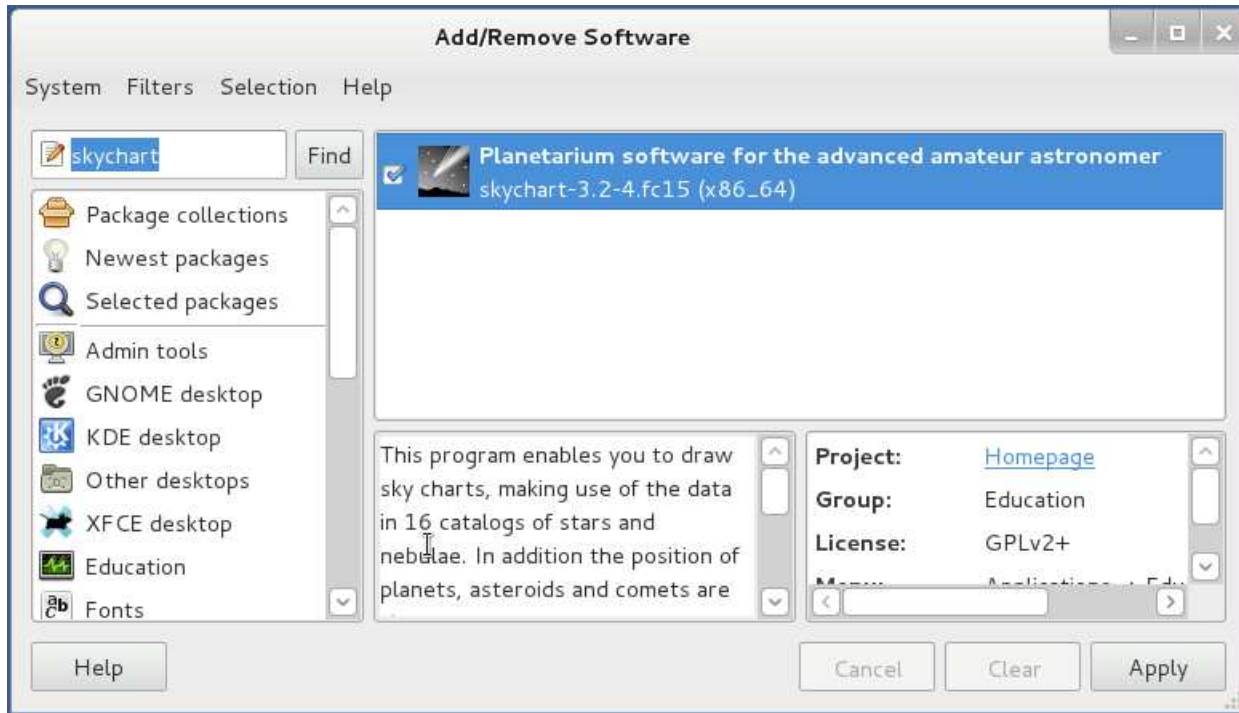 Add/Remove Software
System Filters Selection Help
skychart Find
Package collections
Newest packages
Selected packages
Admin tools
GNOME desktop
KDE desktop
Other desktops
XFCE desktop
Education
Fonts
Planetarium software for the advanced amateur astronomer
skychart-3.2-4.fc15 (x86_64)
This program enables you to draw
sky charts, making use of the data
in 16 catalogs of stars and
nebulae. In addition the position of
planets, asteroids and comets are
Project: Homepage
Group: Education
License: GPLv2+
Help Cancel Clear Apply